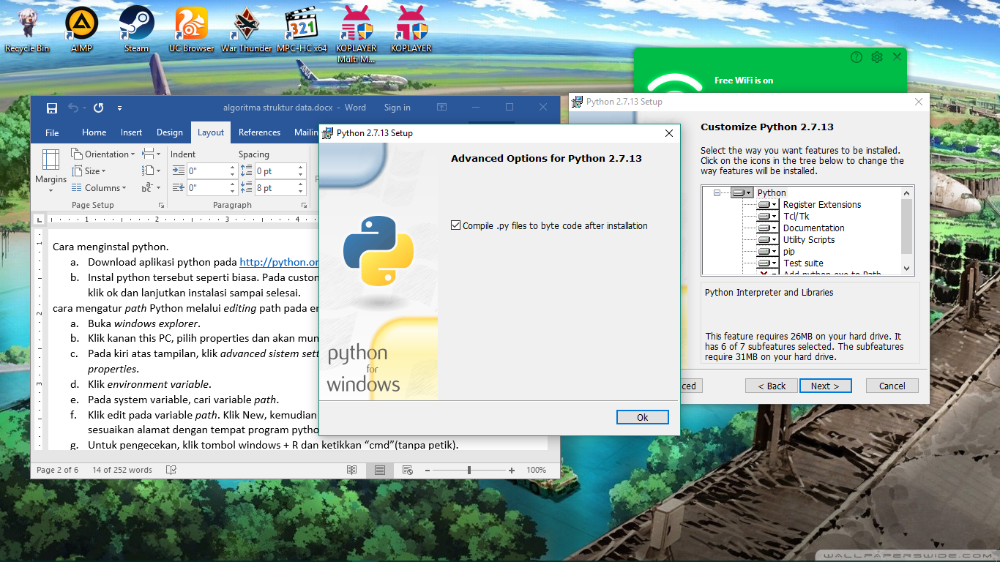 Recycle Bin
AIMP
Steam
UC Browser
War Thunder
MPC-HC x64
321
KOPLAYER
Multi M...
KOPLAYER
ANA
Free WiFi is on
algoritma struktur data.docx - Word
Sign in
File
Home
Insert
Design
Layout
References
Mailin
Margins
Orientation
Size
Columns
Page Setup
Indent
0"
0"
Spacing
0 pt
8 pt
Paragraph
1 2 3 4
1
2
3
Cara menginstal python.
a. Download aplikasi python pada http://python.or
b. Instal python tersebut seperti biasa. Pada custon
klik ok dan lanjutkan instalasi sampai selesai.
cara mengatur path Python melalui editing path pada en
a. Buka windows explorer.
b. Klik kanan this PC, pilih properties dan akan mun
c. Pada kiri atas tampilan, klik advanced sistem sett
properties.
d. Klik environment variable.
e. Pada system variable, cari variable path.
f. Klik edit pada variable path. Klik New, kemudian
sesuaikan alamat dengan tempat program pytho
g. Untuk pengecekan, klik tombol windows + R dan ketikkan “cmd”(tanpa petik).
Page 2 of 6
14 of 252 words
100%
Python 2.7.13 Setup
Advanced Options for Python 2.7.13
Compile .py files to byte code after installation
python
for
windows
Ok
Python 2.7.13 Setup
Customize Python 2.7.13
Select the way you want features to be installed.
Click on the icons in the tree below to change the
way features will be installed.
Python
Register Extensions
Tcl/Tk
Documentation
Utility Scripts
pip
Test suite
Add python.exe to Path
Python Interpreter and Libraries
This feature requires 26MB on your hard drive. It
has 6 of 7 subfeatures selected. The subfeatures
require 31MB on your hard drive.
ced
< Back
Next >
Cancel
WALLPAPERSWIDE.COM